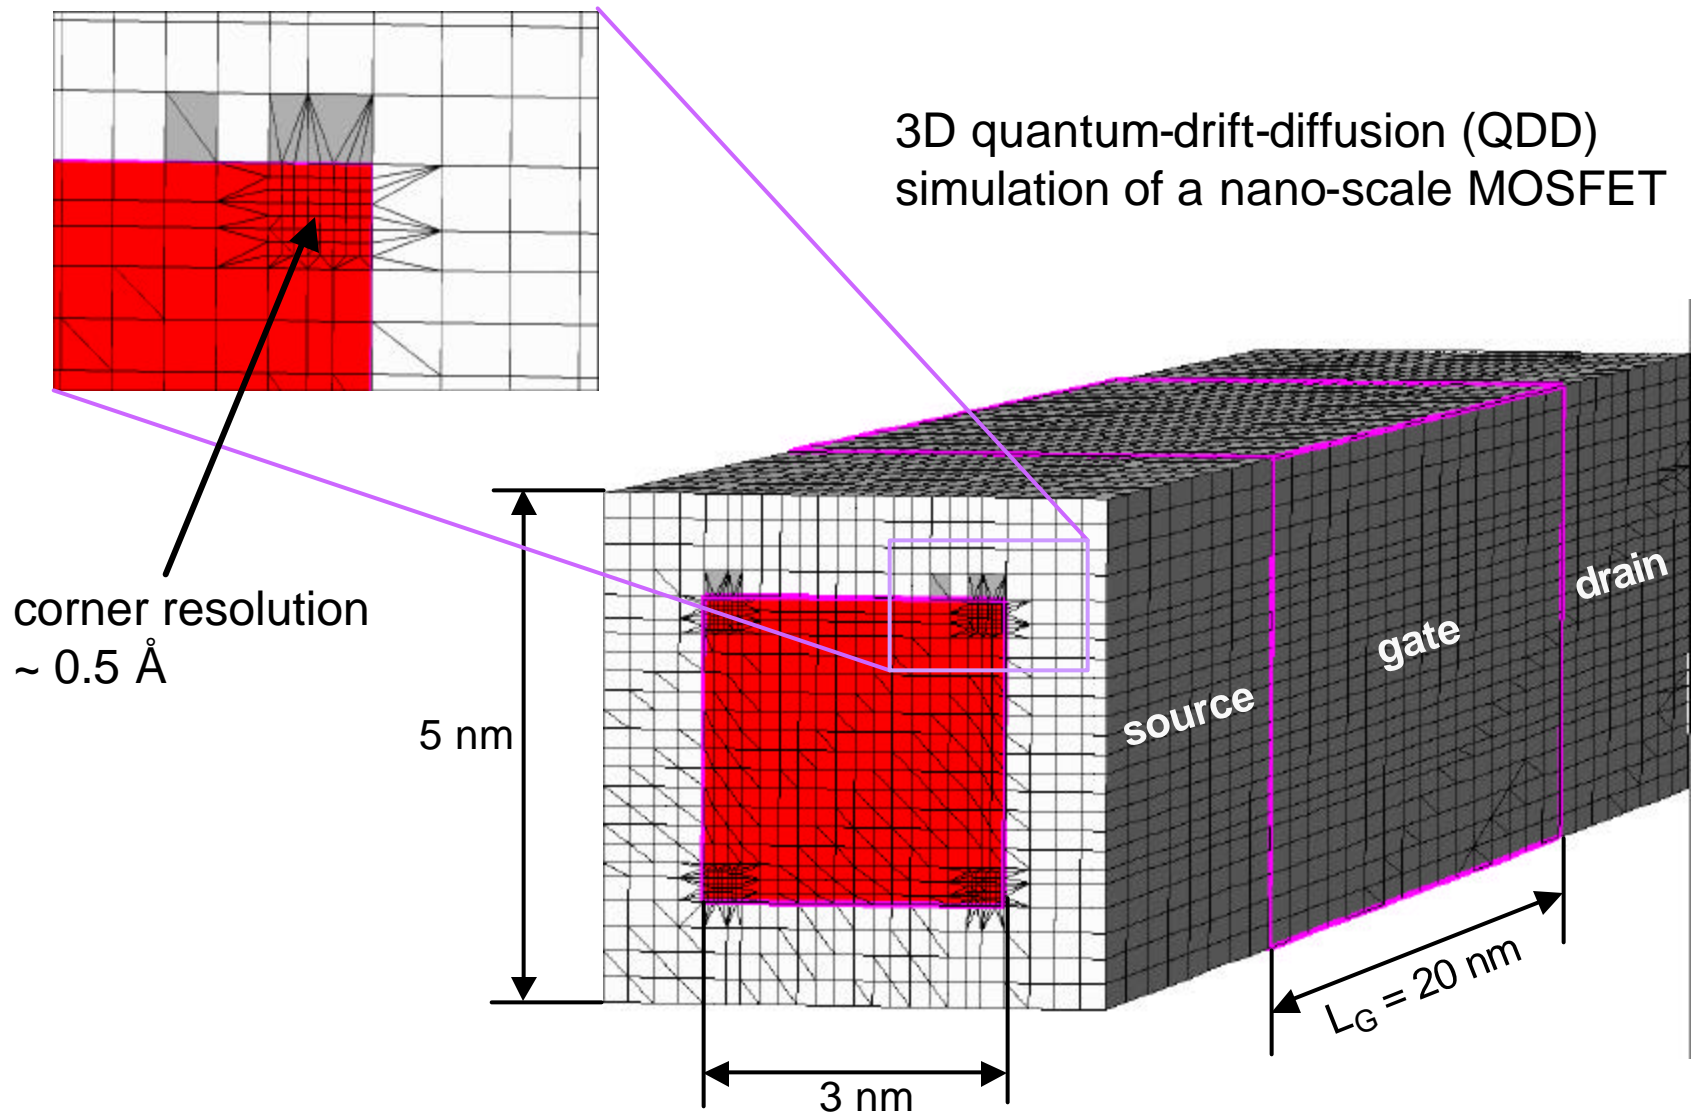 3D quantum-drift-diffusion (QDD)
simulation of a nano-scale MOSFET
corner resolution
~ 0.5 Å
5 nm
source
gate
drain
L_G = 20 nm
3 nm